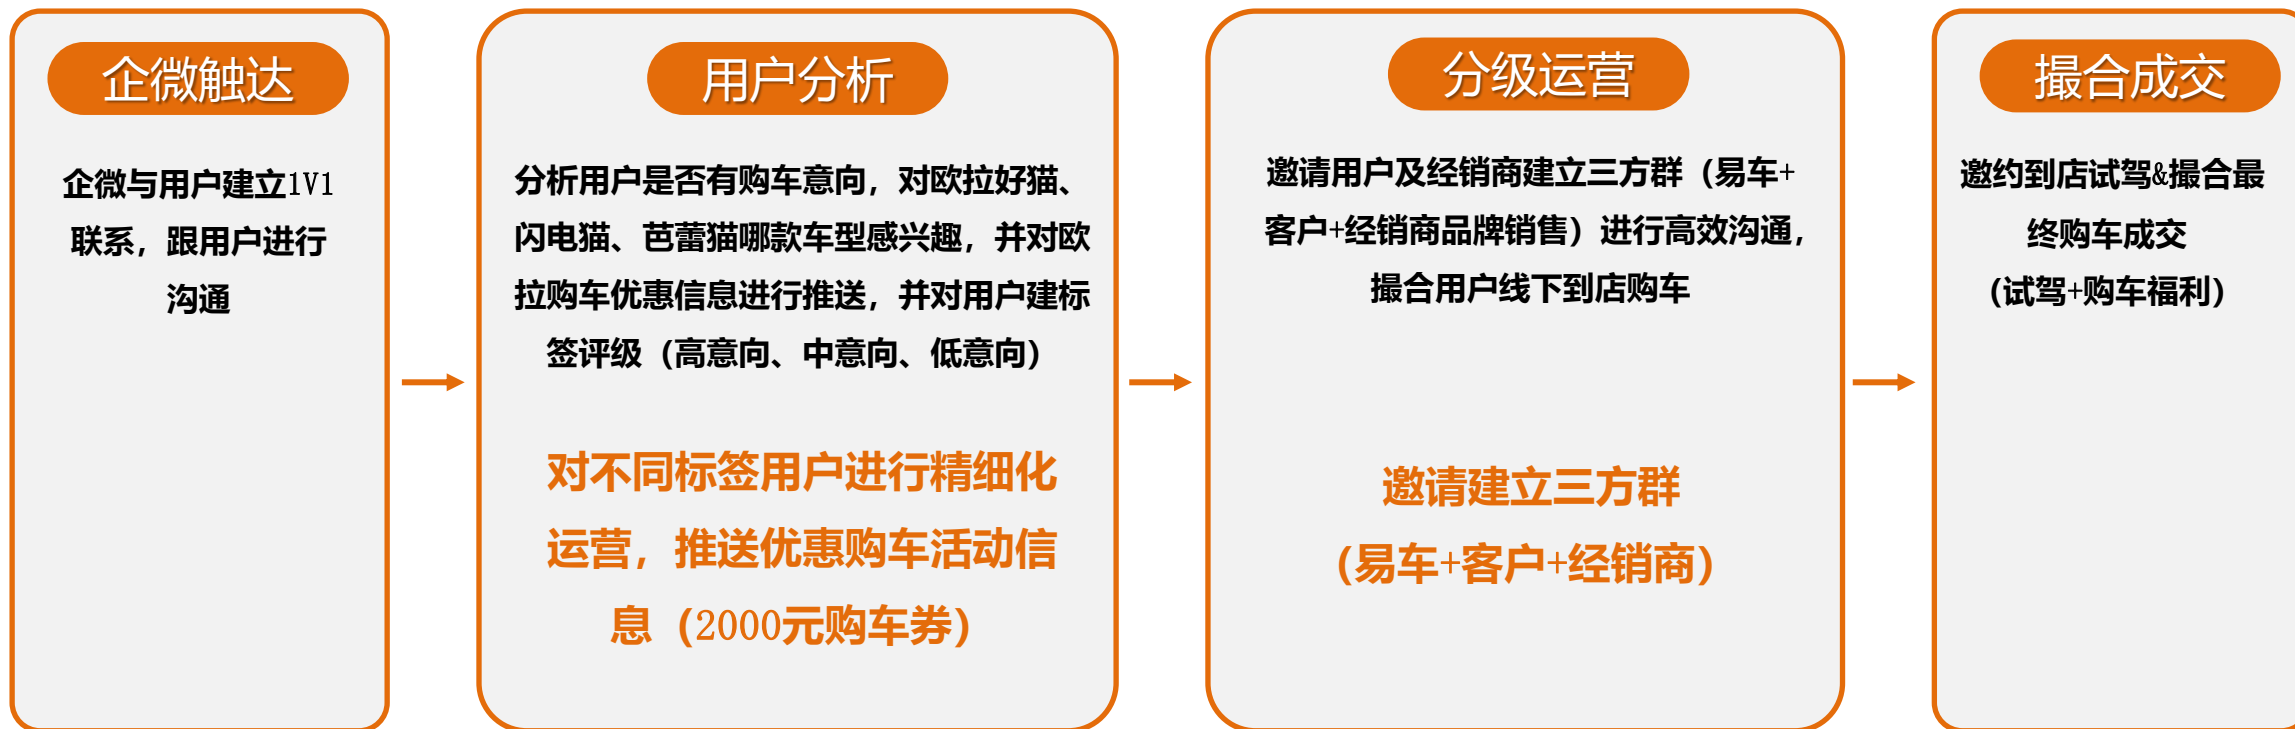 企微触达
企微与用户建立1V1
联系，跟用户进行
沟通
用户分析
分析用户是否有购车意向，对欧拉好猫、
闪电猫、芭蕾猫哪款车型感兴趣，并对欧
拉购车优惠信息进行推送，并对用户建标
签评级（高意向、中意向、低意向）
对不同标签用户进行精细化
运营，推送优惠购车活动信
息（2000元购车券）
分级运营
邀请用户及经销商建立三方群（易车+
客户+经销商品牌销售）进行高效沟通，
撮合用户线下到店购车
邀请建立三方群
（易车+客户+经销商）
撮合成交
邀约到店试驾&撮合最
终购车成交
（试驾+购车福利）